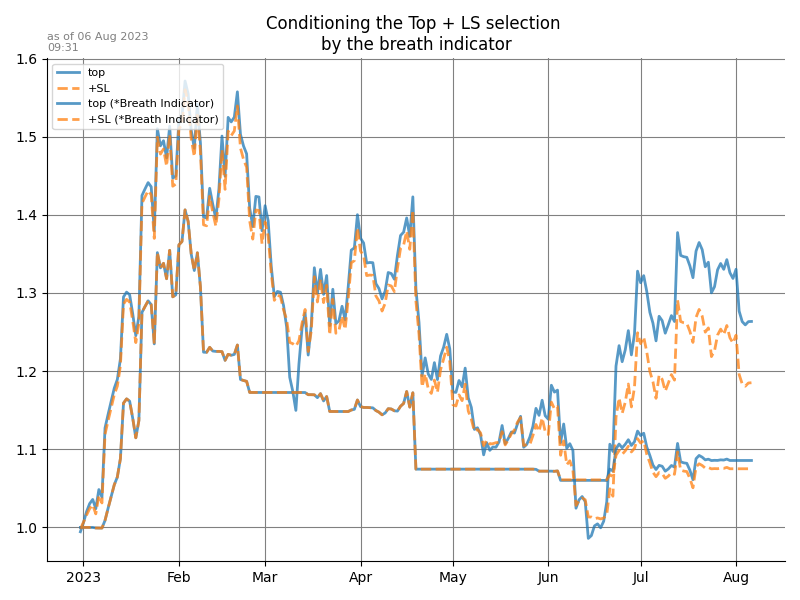 Conditioning the Top + LS selection
by the breath indicator
as of 06 Aug 2023
09:31
top
+SL
top (*Breath Indicator)
+SL (*Breath Indicator)
1.6
1.5
1.4
1.3
1.2
1.1
1.0
2023 Feb Mar Apr May Jun Jul Aug